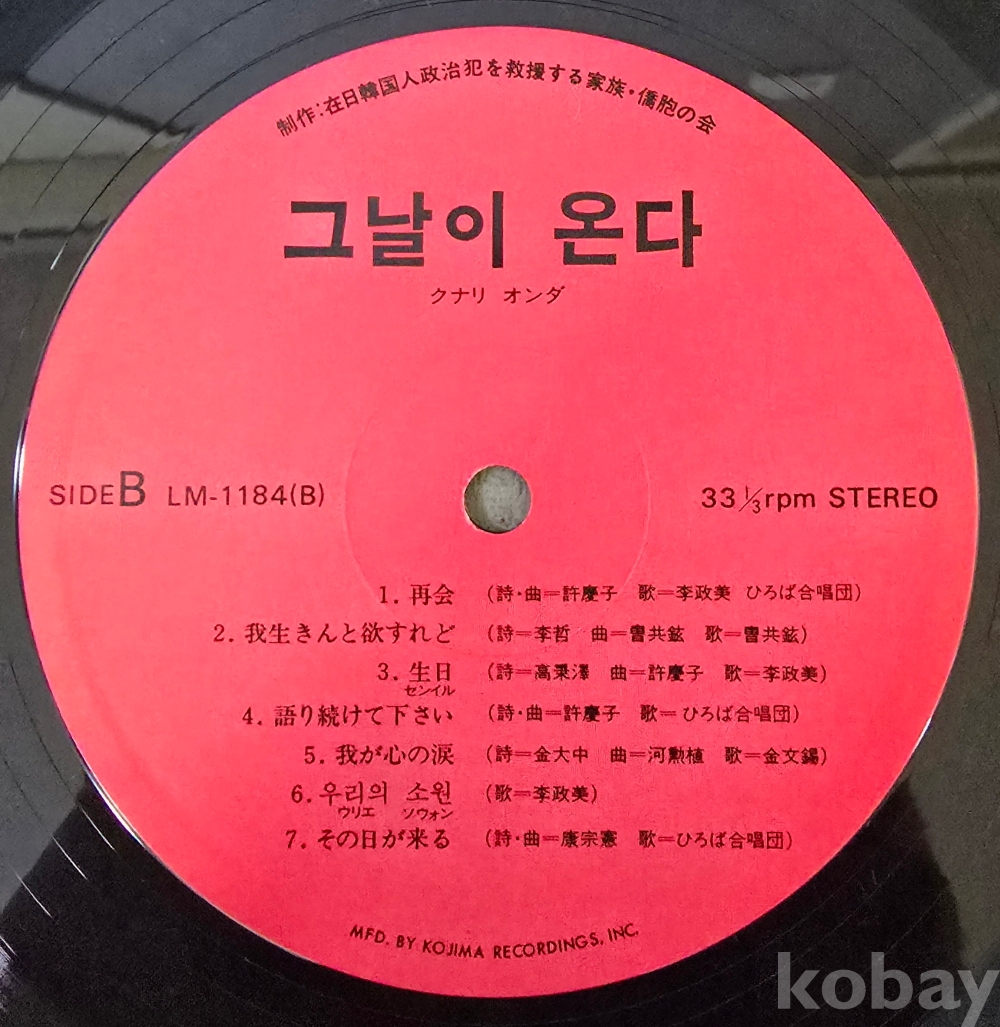 制作:在日韓国人政治犯を救援する家族・僑胞の会
그날이 온다
クナリ オンダ
SIDE B LM-1184(B)
33 1/3 rpm STEREO
1. 再会 (詩・曲=許慶子 歌=李政美 ひろば合唱団)
2. 我生きんと欲すれど (詩=李哲 曲=曺共鉉 歌=曺共鉉)
3. 生日 (詩=高秉澤 曲=許慶子 歌=李政美)
センイル
4. 語り続けて下さい (詩・曲=許慶子 歌=ひろば合唱団)
5. 我が心の涙 (詩=金大中 曲=河勲植 歌=金文錫)
6. 우리의 소원 (歌=李政美)
ウリエ ソウォン
7. その日が来る (詩・曲=康宗憲 歌=ひろば合唱団)
MFD. BY KOJIMA RECORDINGS, INC.
kobay